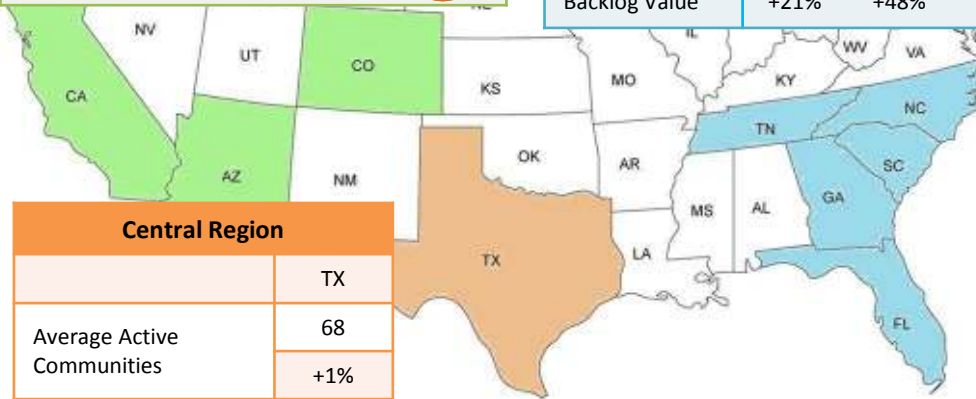 Backlog Value +21% +48%
NV
UT
CO
CA
AZ
NM
KS
OK
TX
MO
AR
LA
IL
KY
WV
VA
TN
NC
SC
MS
AL
GA
FL
Central Region
TX
Average Active
Communities
68
+1%